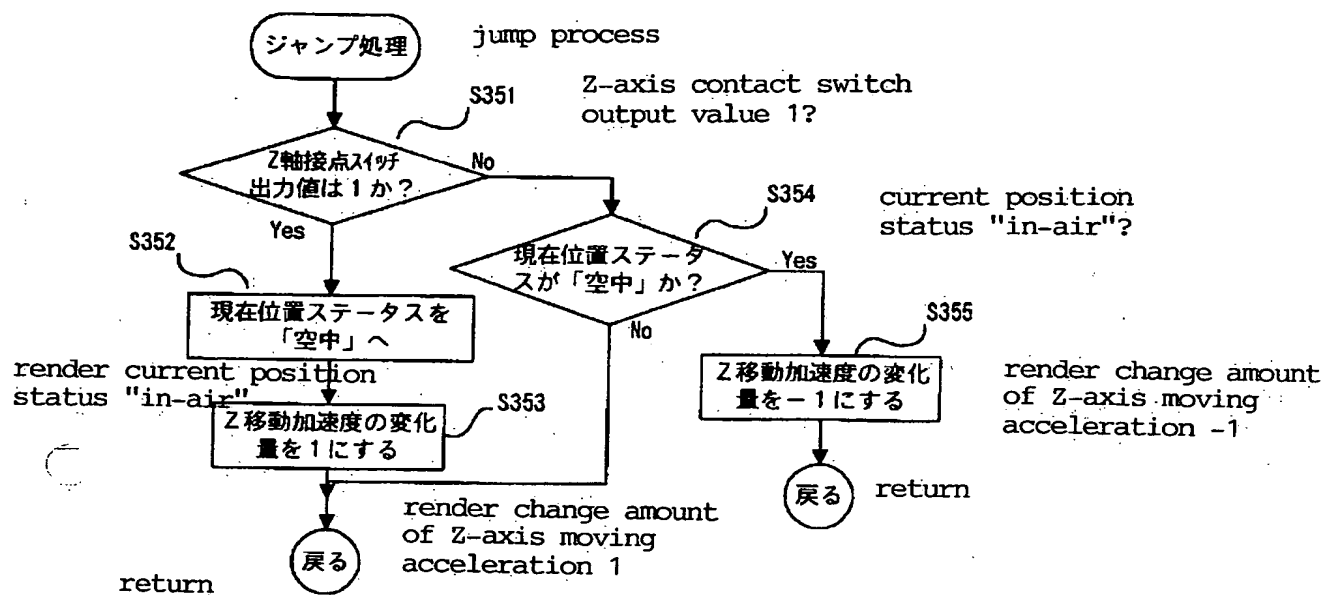 ジャンプ処理
jump process
Z-axis contact switch
output value 1?
S351
Z軸接点スイッチ
出力値は1か?
No
Yes
S354
current position
status "in-air"?
現在位置ステータ
スが「空中」か?
Yes
No
S352
現在位置ステータスを
「空中」へ
render current position
status "in-air"
S353
Z移動加速度の変化
量を1にする
S355
Z移動加速度の変化
量を-1にする
render change amount
of Z-axis moving
acceleration -1
戻る
return
render change amount
of Z-axis moving
acceleration 1
戻る
return